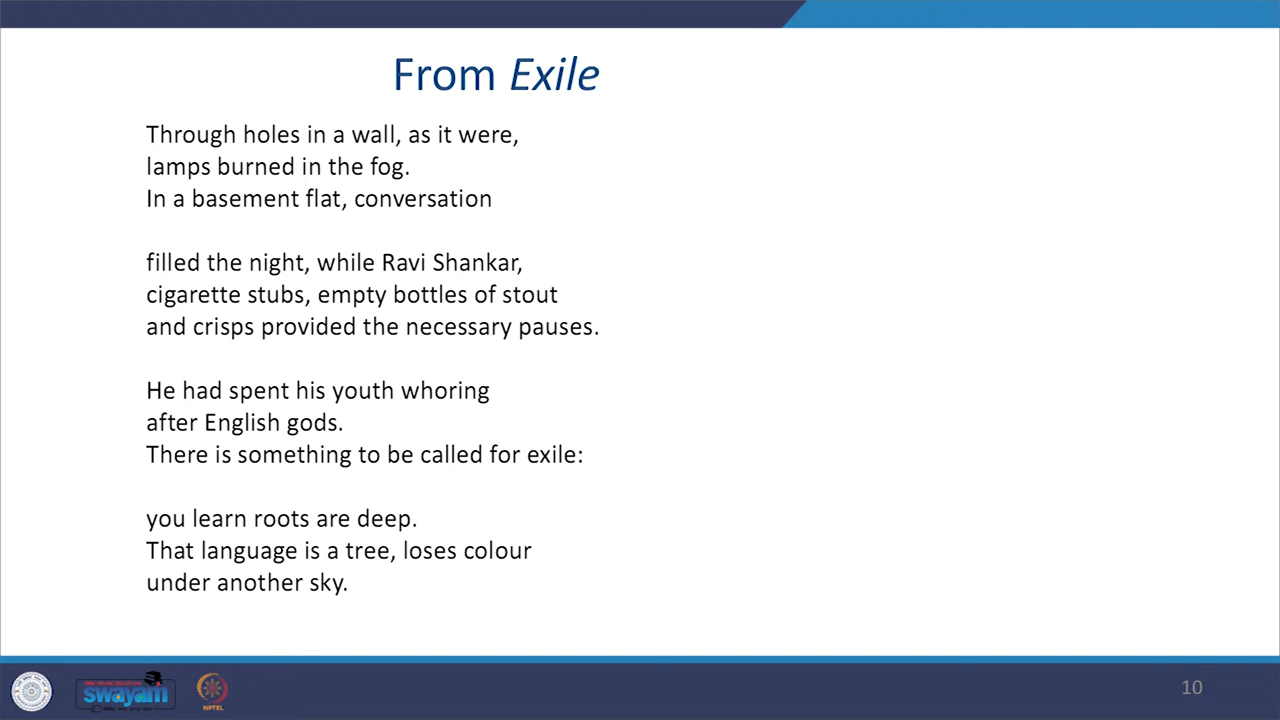 From Exile
Through holes in a wall, as it were,
lamps burned in the fog.
In a basement flat, conversation
filled the night, while Ravi Shankar,
cigarette stubs, empty bottles of stout
and crisps provided the necessary pauses.
He had spent his youth whoring
after English gods.
There is something to be called for exile:
you learn roots are deep.
That language is a tree, loses colour
under another sky.
swayam
NPTEL
10